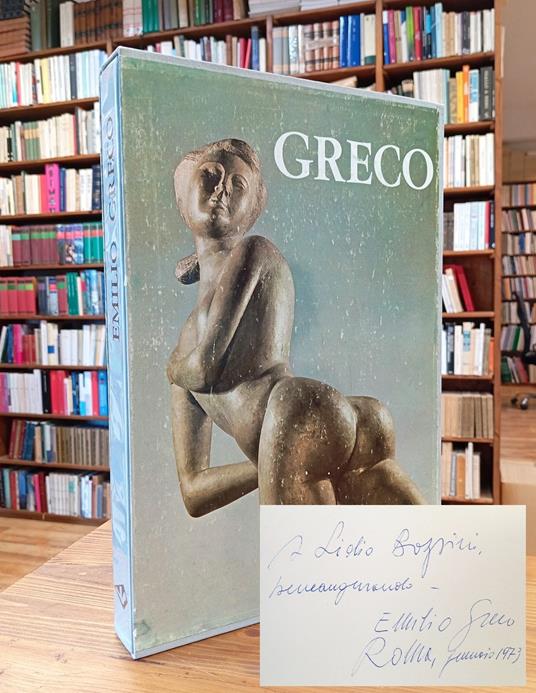 GRECO
EMILIO GRECO
A Lidio Bozzini,
beneaugurando -
Emilio Greco
Roma, gennaio 1973